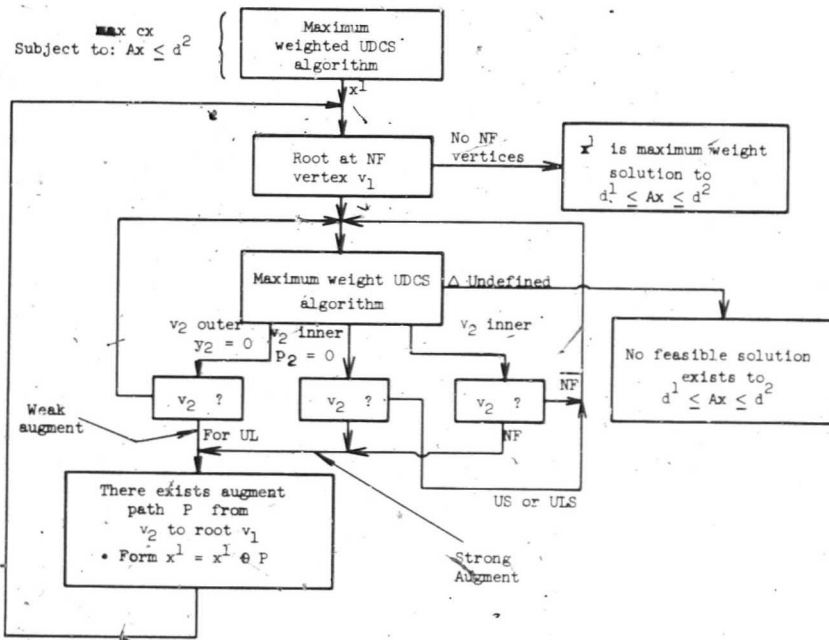 max cx
Subject to: Ax ≤ d²
Maximum
weighted UDCS
algorithm
x¹
Root at NF
vertex v₁
No NF
vertices
x¹ is maximum weight
solution to
d¹ ≤ Ax ≤ d²
Maximum weight UDCS
algorithm
Δ Undefined
No feasible solution
exists to
d¹ ≤ Ax ≤ d²
v₂ outer
y₂ = 0
v₂ inner
p₂ = 0
v₂ inner
v₂ ?
v₂ ?
v₂ ?
N̅F̅
Weak
augment
For UL
NF
US or ULS
There exists augment
path P from
v₂ to root v₁
• Form x¹ = x¹ θ P
Strong
Augment